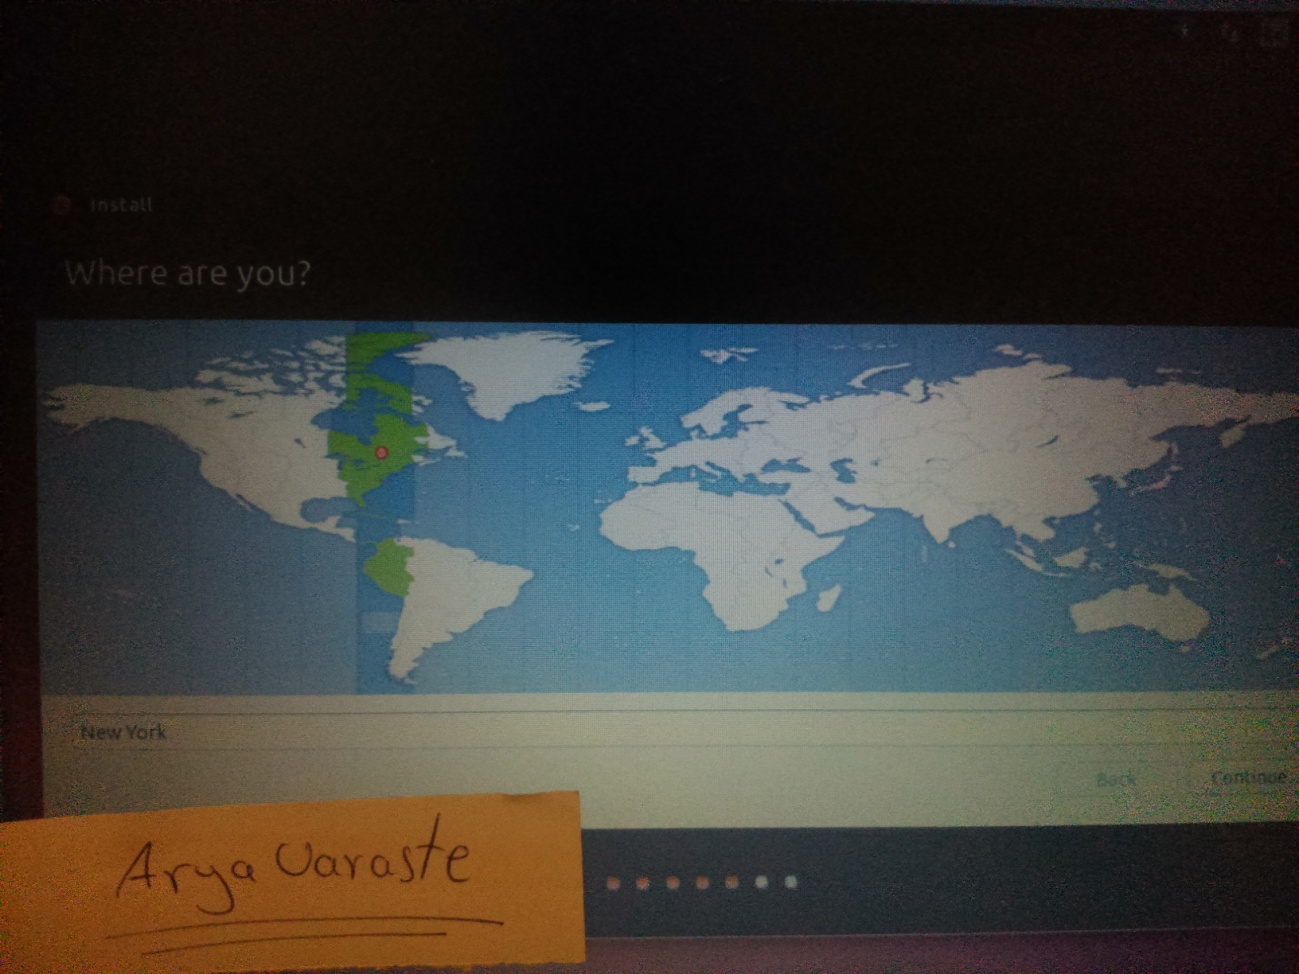 Install
Where are you?
New York
Back
Continue
Arya Varaste